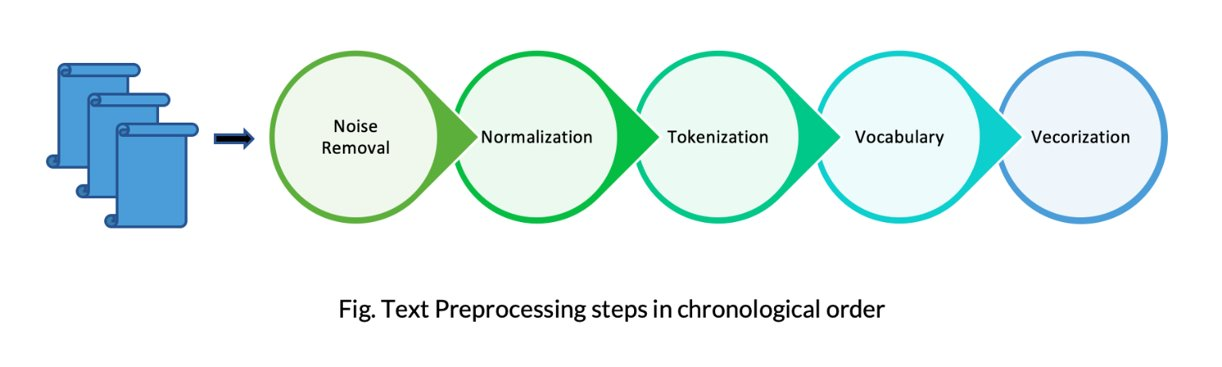 Noise
Removal
Normalization
Tokenization
Vocabulary
Vecorization
Fig. Text Preprocessing steps in chronological order